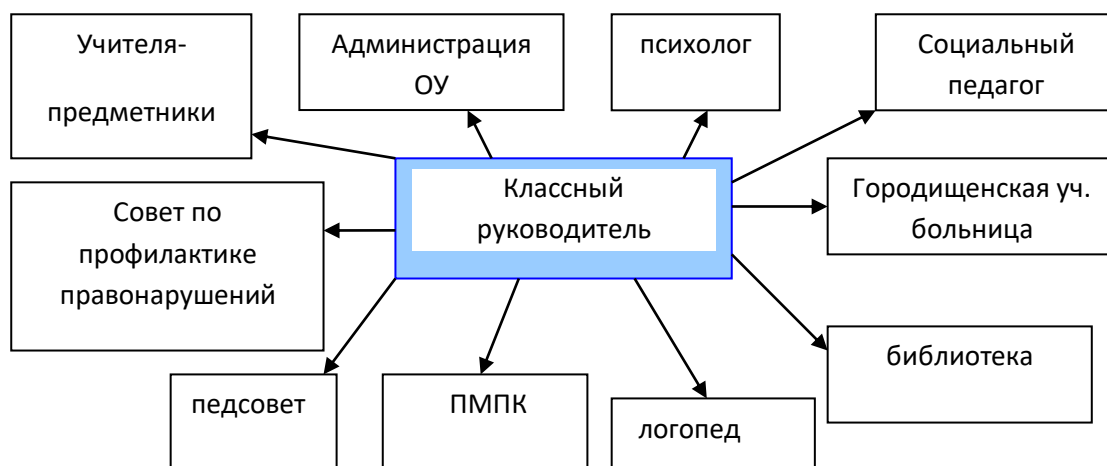 Учителя-
предметники
Администрация
ОУ
психолог
Социальный
педагог
Классный
руководитель
Городищенская уч.
больница
Совет по
профилактике
правонарушений
библиотека
педсовет
ПМПК
логопед